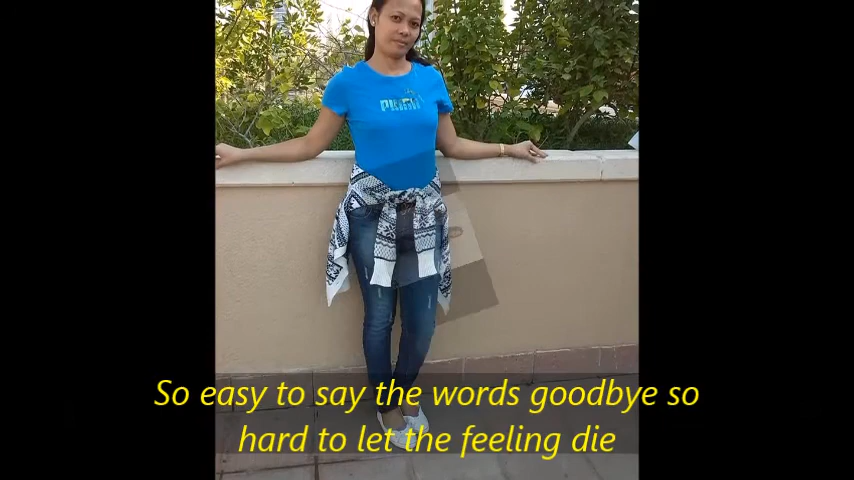 PUMA
So easy to say the words goodbye so
hard to let the feeling die